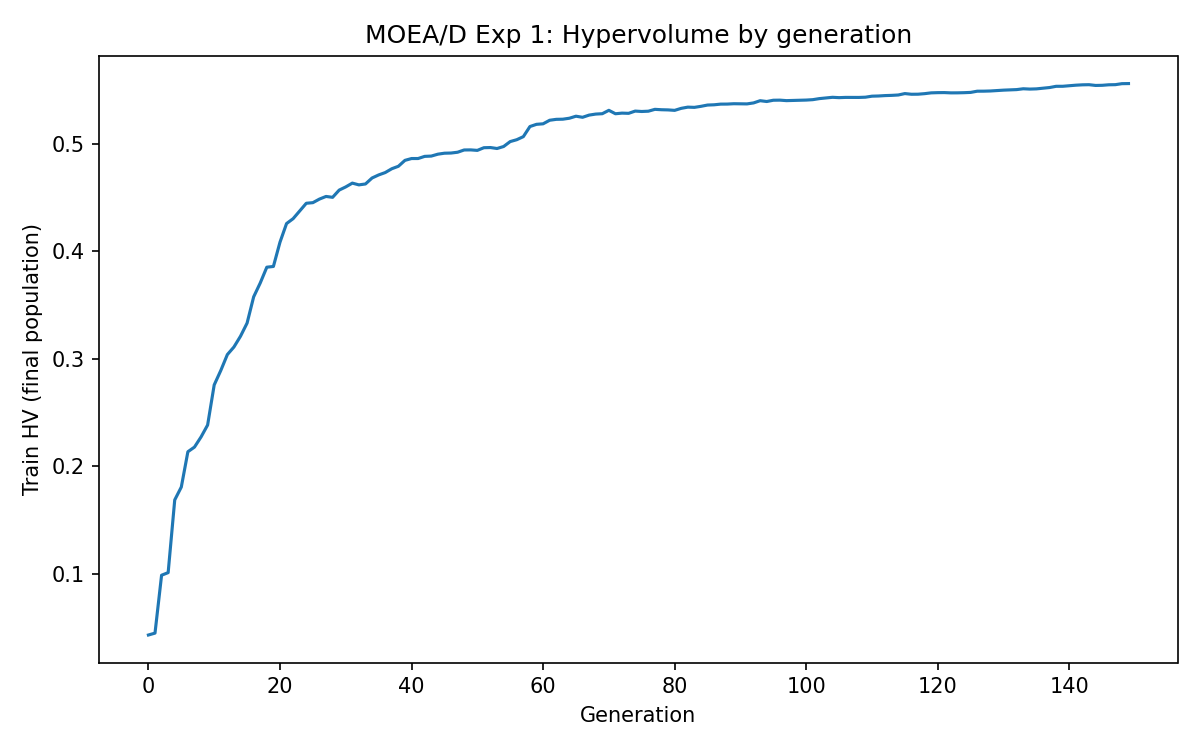 MOEA/D Exp 1: Hypervolume by generation
Train HV (final population)
0.5
0.4
0.3
0.2
0.1
0 20 40 60 80 100 120 140
Generation